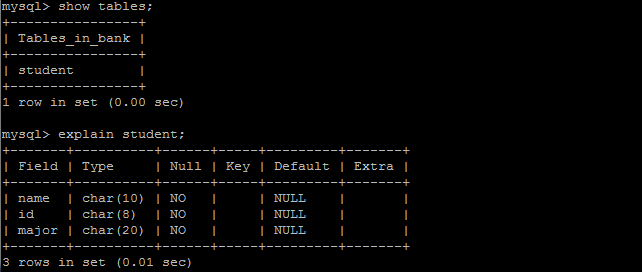 mysql> show tables;
+----------------+
| Tables_in_bank |
+----------------+
| student        |
+----------------+
1 row in set (0.00 sec)
mysql> explain student;
+-------+----------+------+-----+---------+-------+
| Field | Type     | Null | Key | Default | Extra |
+-------+----------+------+-----+---------+-------+
| name  | char(10) | NO   |     | NULL    |       |
| id    | char(8)  | NO   |     | NULL    |       |
| major | char(20) | NO   |     | NULL    |       |
+-------+----------+------+-----+---------+-------+
3 rows in set (0.01 sec)